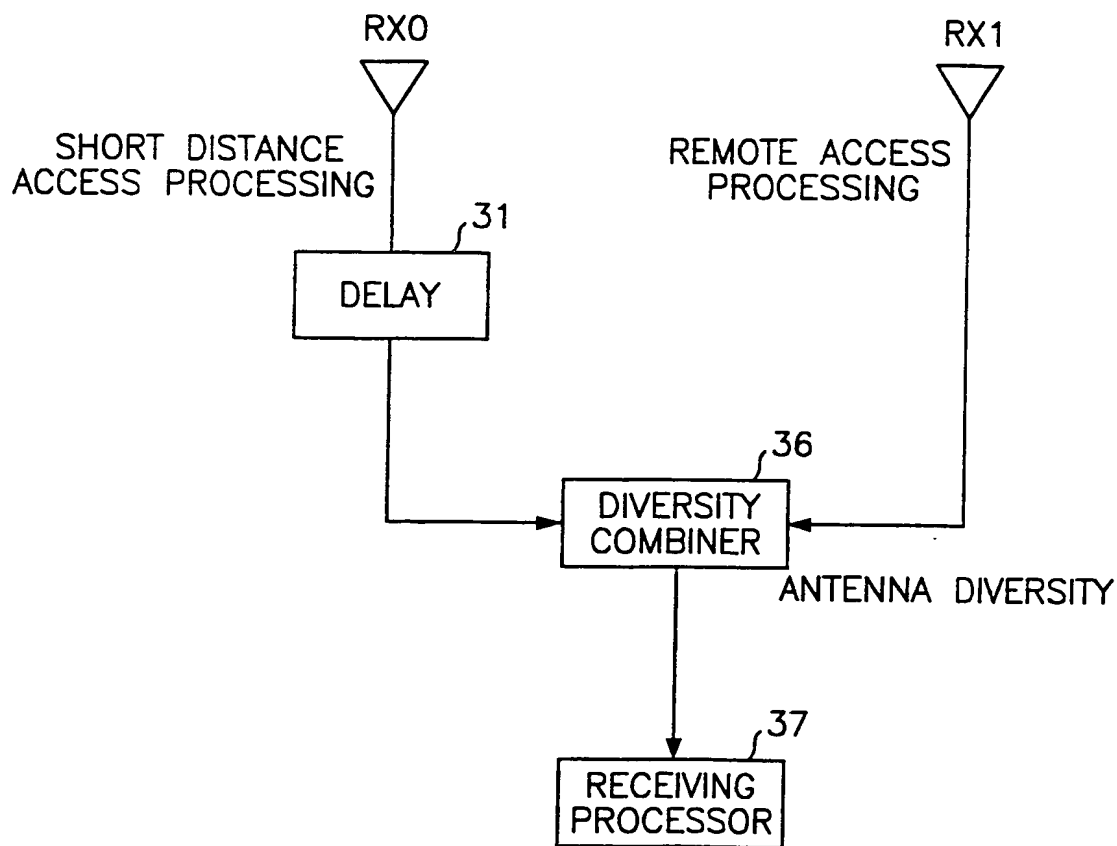 RX0
RX1
SHORT DISTANCE
ACCESS PROCESSING
REMOTE ACCESS
PROCESSING
31
DELAY
36
DIVERSITY
COMBINER
ANTENNA DIVERSITY
37
RECEIVING
PROCESSOR